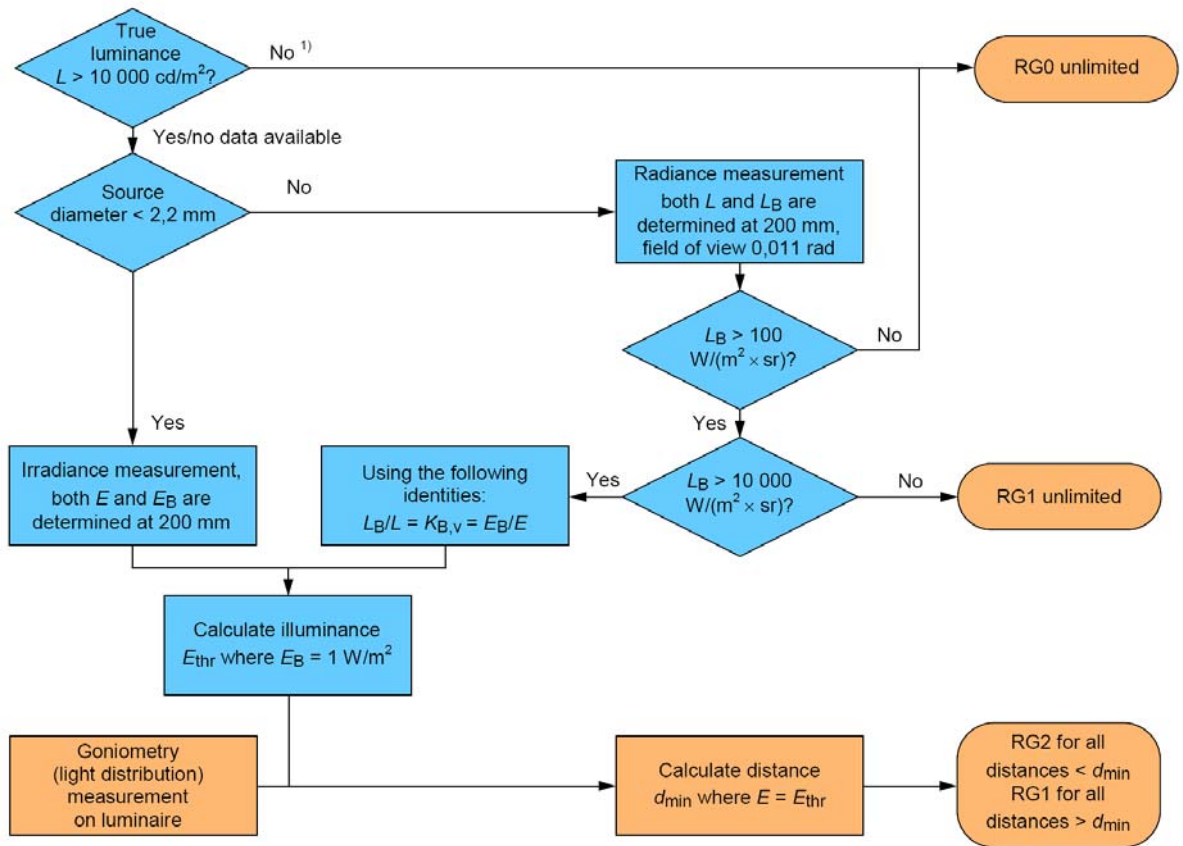 True
luminance
L > 10 000 cd/m²?
No 1)
RG0 unlimited
Yes/no data available
Source
diameter < 2,2 mm
No
Radiance measurement
both L and LB are
determined at 200 mm,
field of view 0,011 rad
LB > 100
W/(m² × sr)?
No
Yes
Yes
Irradiance measurement,
both E and EB are
determined at 200 mm
Using the following
identities:
LB/L = KB,v = EB/E
Yes
LB > 10 000
W/(m² × sr)?
No
RG1 unlimited
Calculate illuminance
Ethr where EB = 1 W/m²
Goniometry
(light distribution)
measurement
on luminaire
Calculate distance
dmin where E = Ethr
RG2 for all
distances < dmin
RG1 for all
distances > dmin